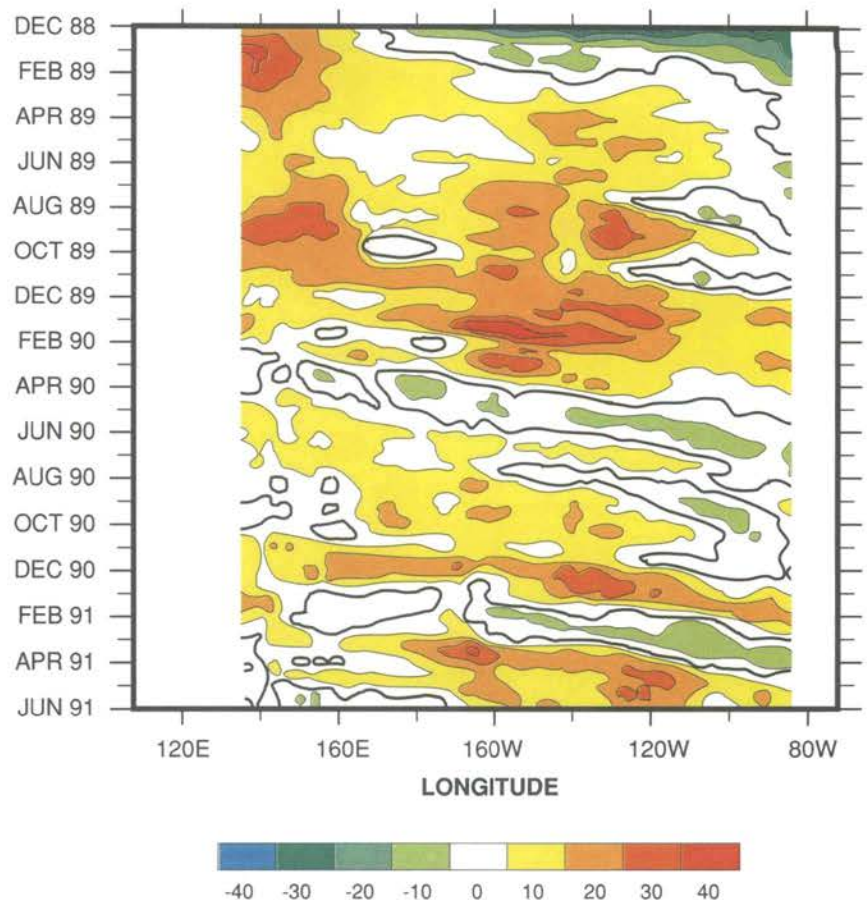 DEC 88
FEB 89
APR 89
JUN 89
AUG 89
OCT 89
DEC 89
FEB 90
APR 90
JUN 90
AUG 90
OCT 90
DEC 90
FEB 91
APR 91
JUN 91
120E 160E 160W 120W 80W
LONGITUDE
-40 -30 -20 -10 0 10 20 30 40